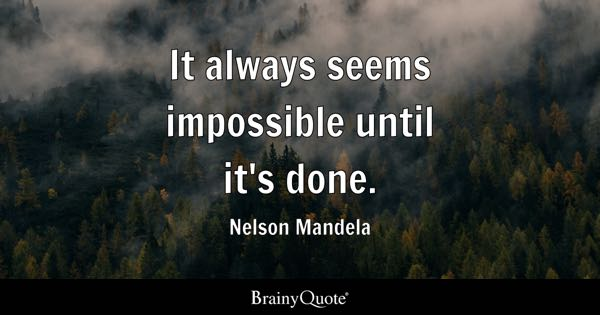 It always seems
impossible until
it's done.
Nelson Mandela
BrainyQuote®